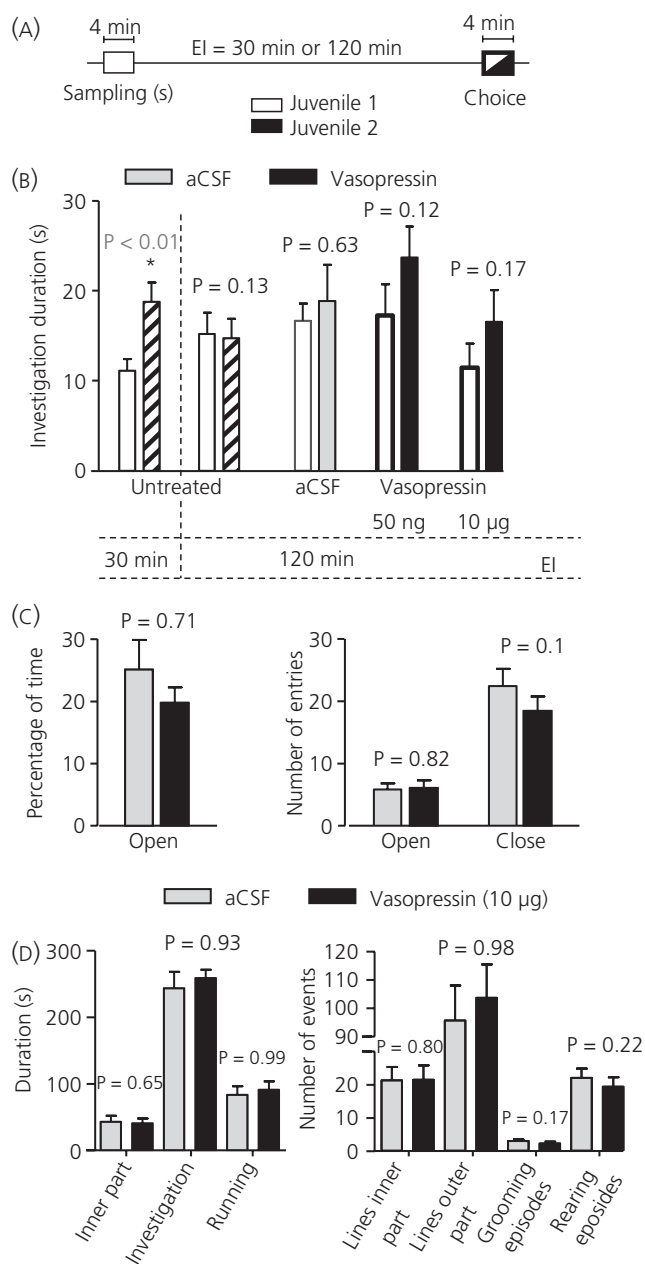 (A)
4 min
4 min
EI = 30 min or 120 min
Sampling (s)
Choice
Juvenile 1
Juvenile 2
(B)
aCSF
Vasopressin
Investigation duration (s)
30
20
10
0
P < 0.01
*
P = 0.13
P = 0.63
P = 0.12
P = 0.17
Untreated
aCSF
Vasopressin
50 ng
10 µg
30 min
120 min
EI
(C)
Percentage of time
30
20
10
0
P = 0.71
Open
Number of entries
30
20
10
0
P = 0.82
P = 0.1
Open
Close
aCSF
Vasopressin (10 µg)
(D)
Duration (s)
300
200
100
0
P = 0.65
P = 0.93
P = 0.99
Inner part
Investigation
Running
Number of events
120
110
100
90
30
20
10
0
P = 0.80
P = 0.98
P = 0.17
P = 0.22
Lines inner
part
Lines outer
part
Grooming
episodes
Rearing
eposides